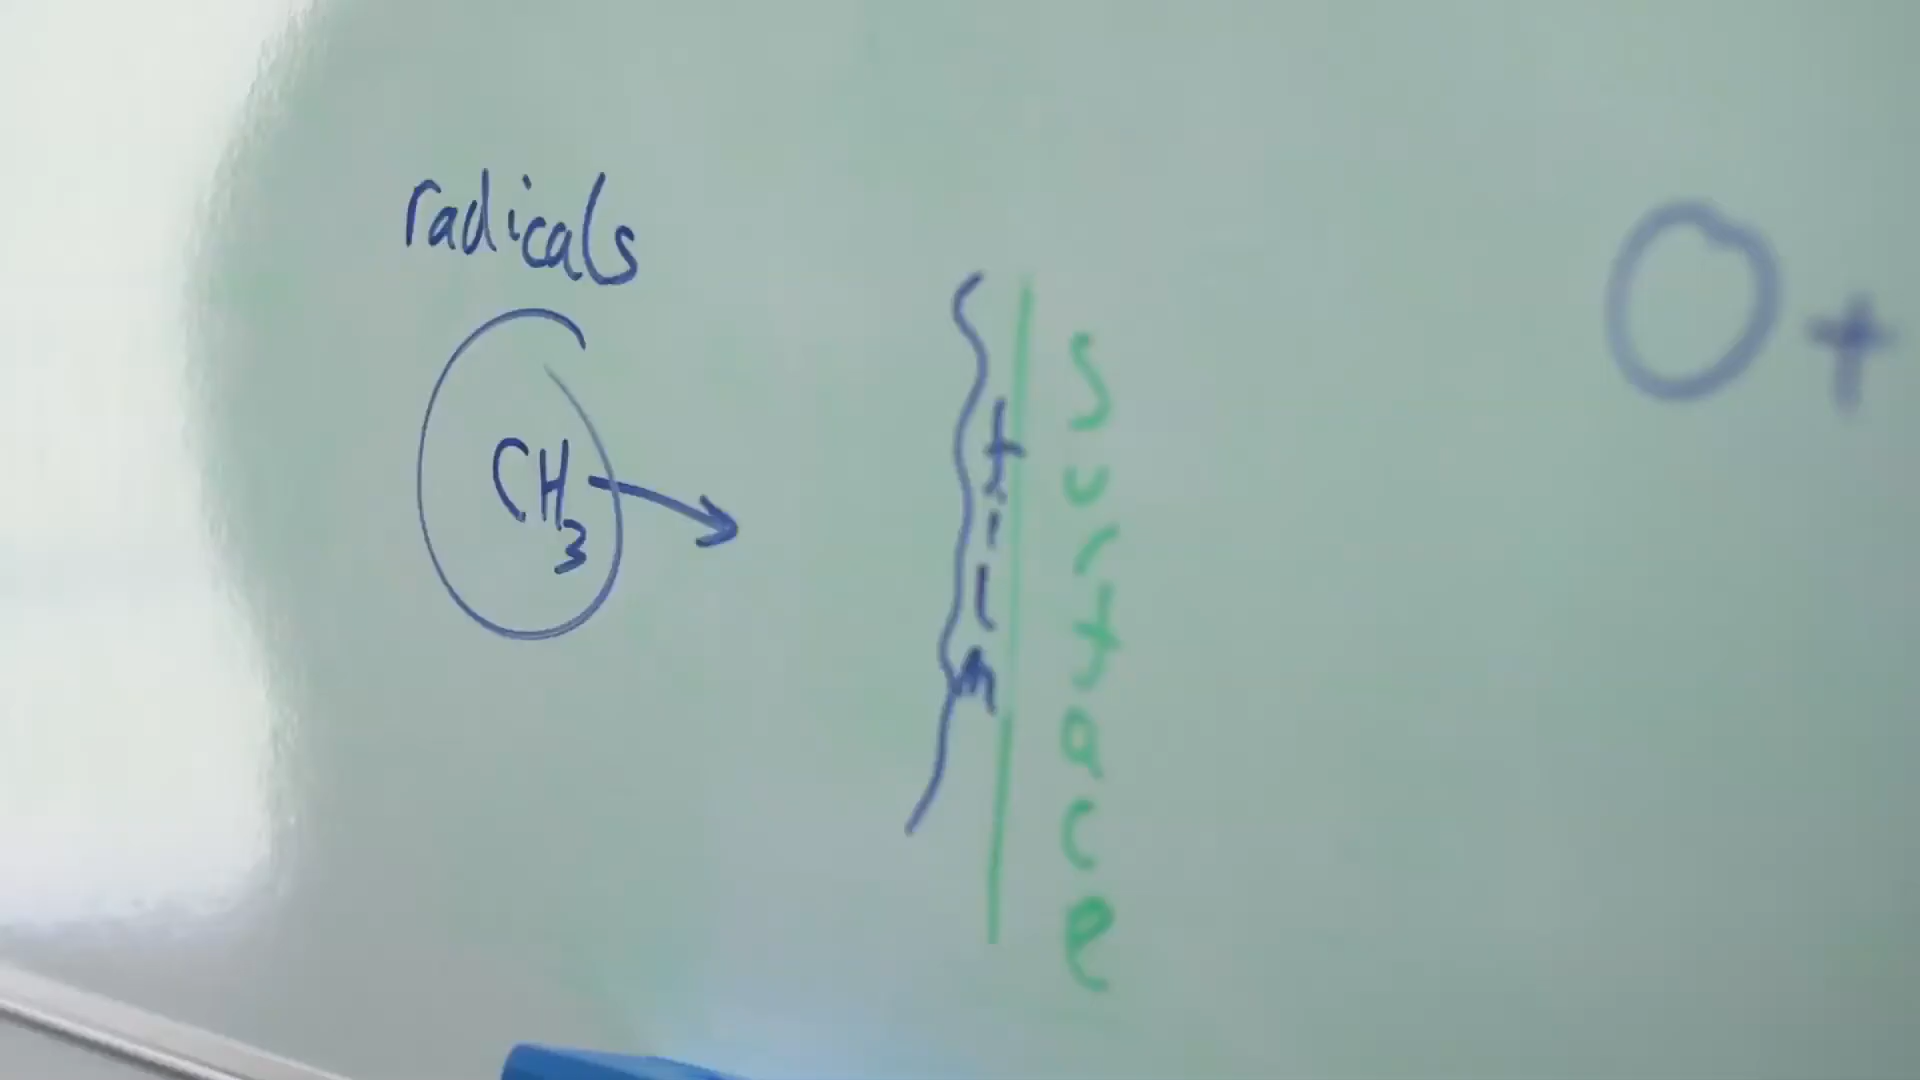 radicals
CH₃
film
surface
O+